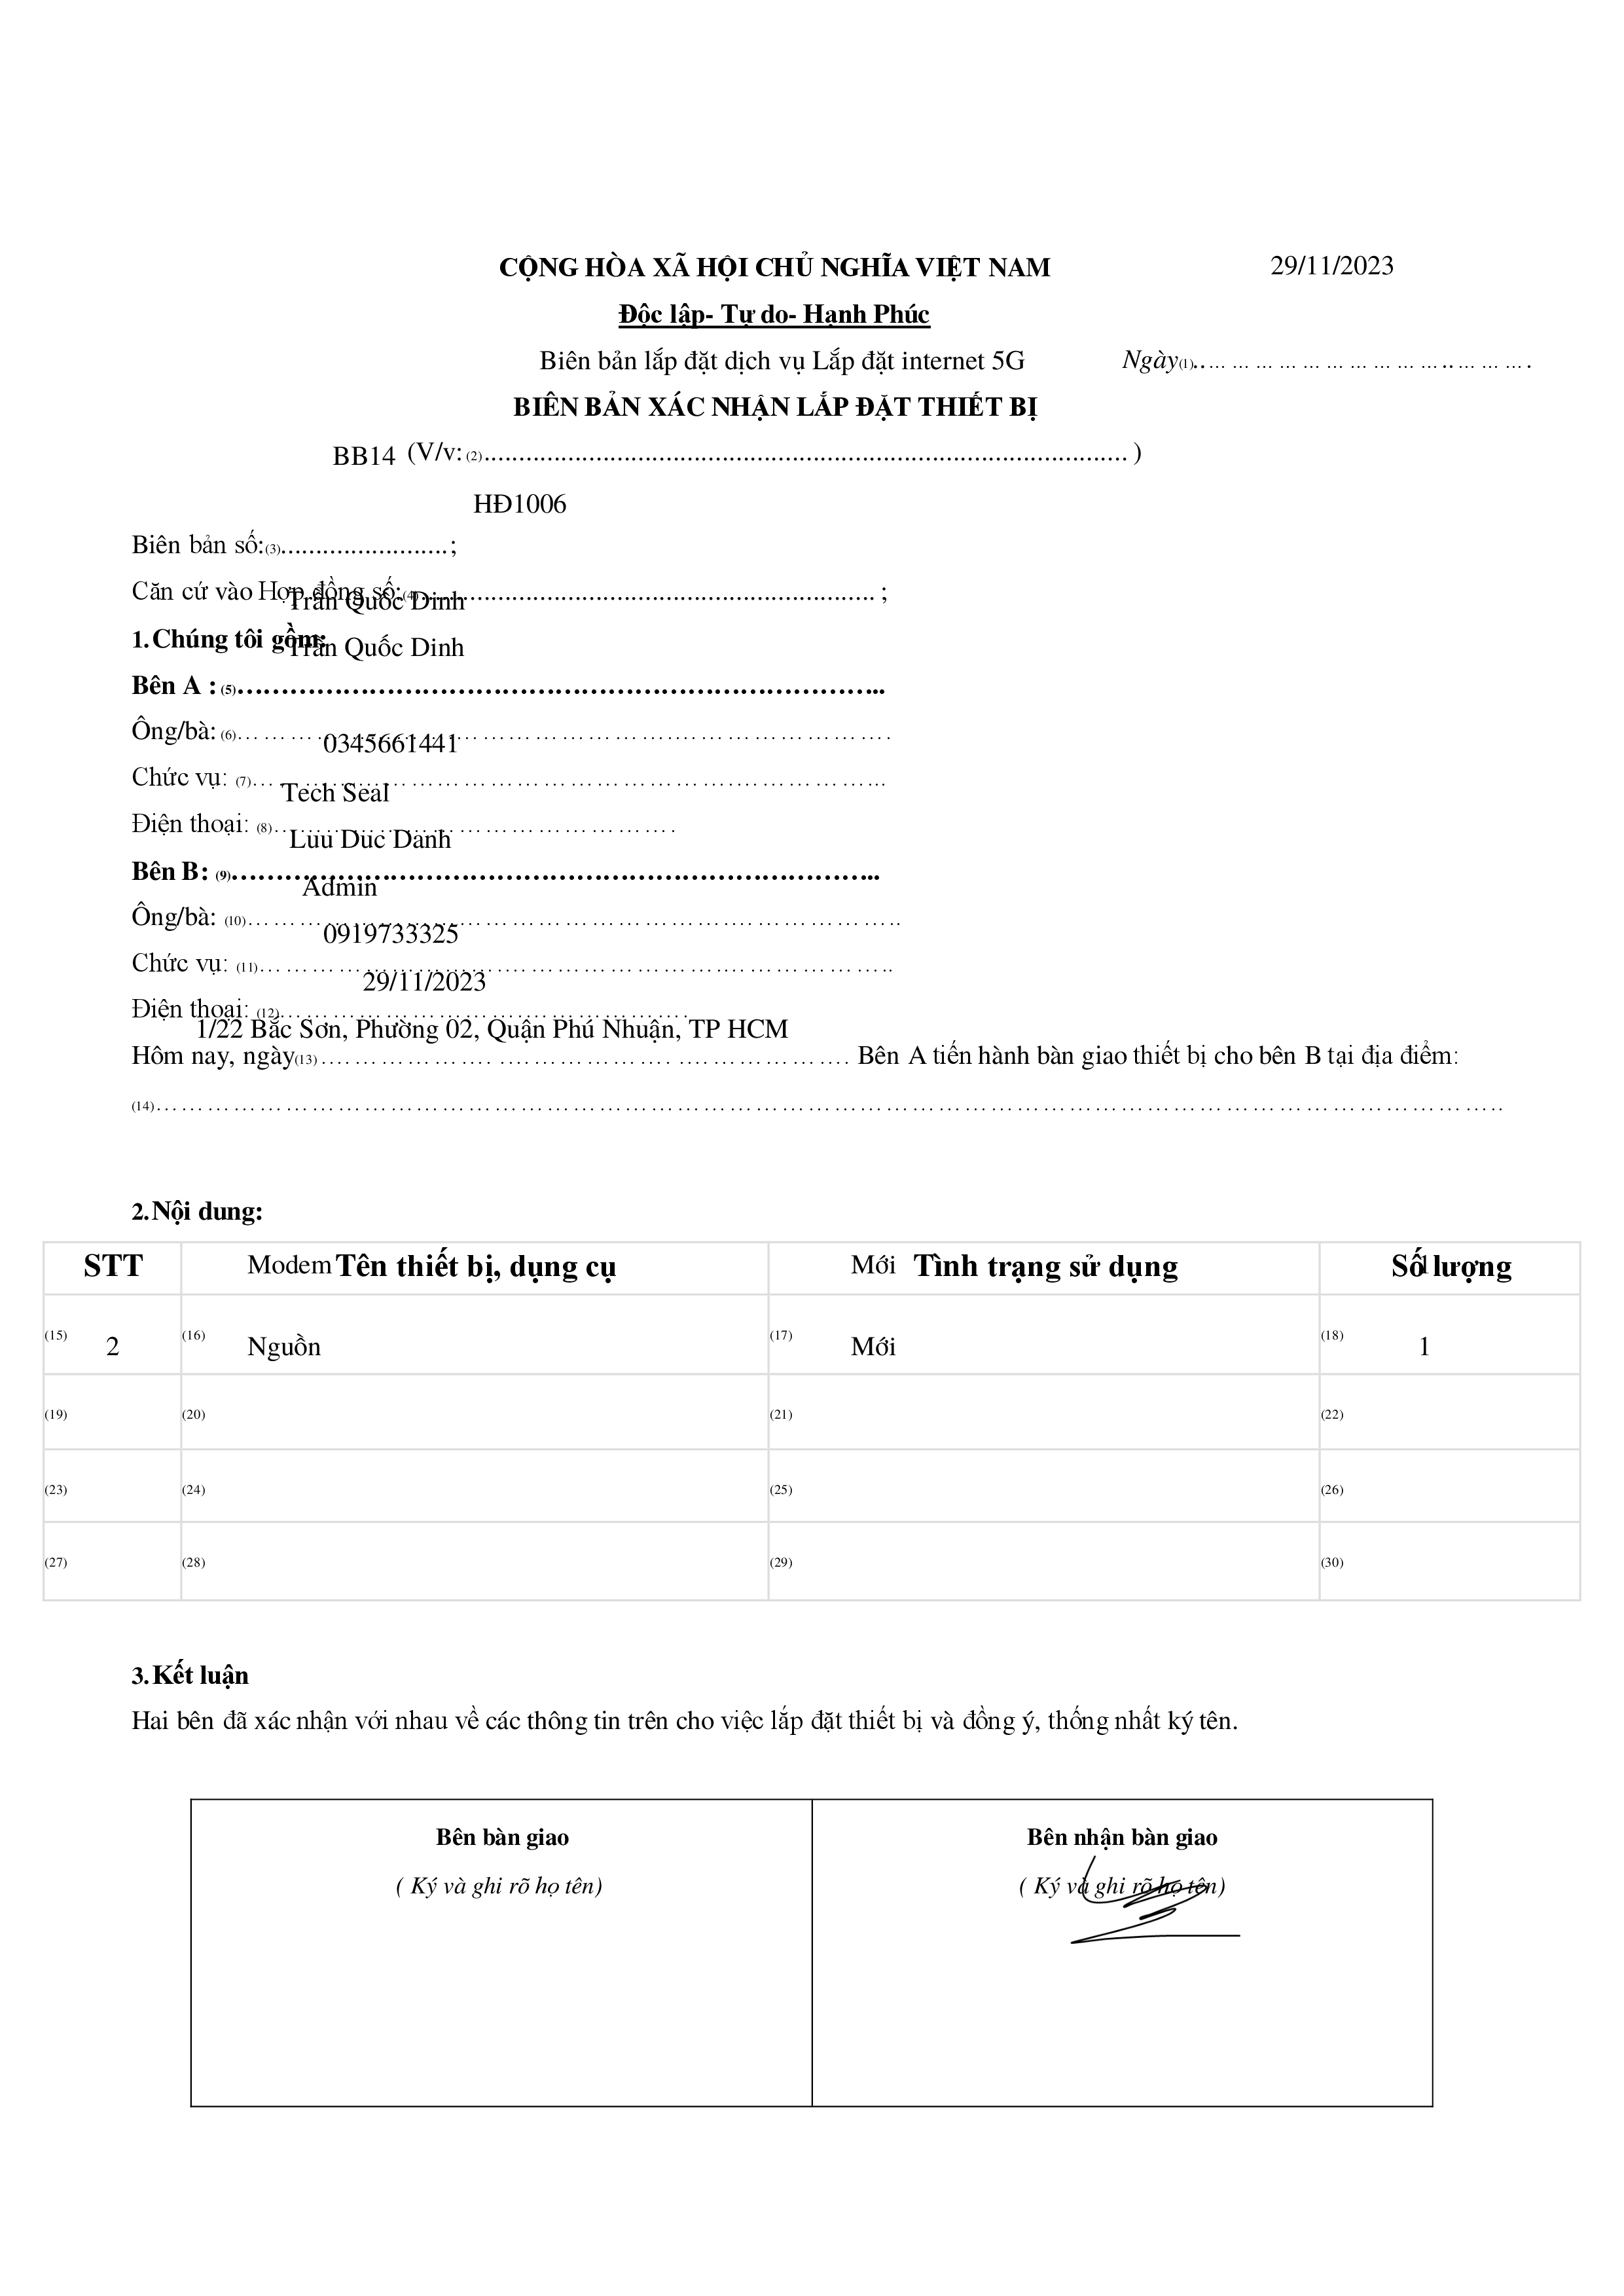 CỘNG HÒA XÃ HỘI CHỦ NGHĨA VIỆT NAM 29/11/2023
Độc lập- Tự do- Hạnh Phúc
Biên bản lắp đặt dịch vụ Lắp đặt internet 5G Ngày(1)................................................
BIÊN BẢN XÁC NHẬN LẮP ĐẶT THIẾT BỊ
BB14 (V/v: (2)............................................................................................ )
HĐ1006
Biên bản số:(3)........................;
Căn cứ vào Hợp đồng số:(4)................................................................. ;
Trần Quốc Dinh
1.Chúng tôi gồm:
Trần Quốc Dinh
Bên A : (5)……………………………………………………………...
Ông/bà: (6)……………………………………………………………….
0345661441
Chức vụ: (7)……………………………………………………………...
Tech Seal
Điện thoại: (8)……………………………………….
Luu Duc Danh
Bên B: (9)……………………………………………………………...
Admin
Ông/bà: (10)……………………………………………………………..
0919733325
Chức vụ: (11)……………………………………………………………..
29/11/2023
Điện thoại: (12)……………………………………….
1/22 Bắc Sơn, Phường 02, Quận Phú Nhuận, TP HCM
Hôm nay, ngày(13)…………………………………………………. Bên A tiến hành bàn giao thiết bị cho bên B tại địa điểm:
(14)………………………………………………………………………………………………………………………..
2.Nội dung:
STT Modem Tên thiết bị, dụng cụ Mới Tình trạng sử dụng Số lượng 1
(15) 2 (16) Nguồn (17) Mới (18) 1
(19) (20) (21) (22)
(23) (24) (25) (26)
(27) (28) (29) (30)
3.Kết luận
Hai bên đã xác nhận với nhau về các thông tin trên cho việc lắp đặt thiết bị và đồng ý, thống nhất ký tên.
Bên bàn giao Bên nhận bàn giao
( Ký và ghi rõ họ tên) ( Ký và ghi rõ họ tên)